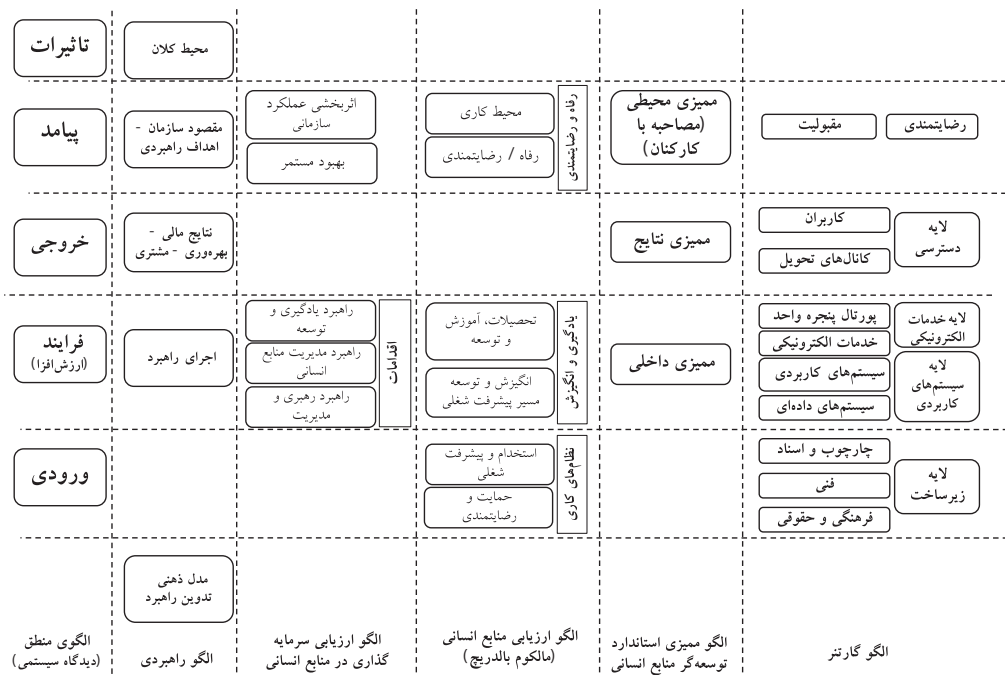 تاثیرات
محیط کلان
پیامد
مقصود سازمان -
اهداف راهبردی
اثربخشی عملکرد
سازمانی
بهبود مستمر
محیط کاری
رفاه / رضایتمندی
رفاه و رضایتمندی
ممیزی محیطی
(مصاحبه با
کارکنان)
مقبولیت
رضایتمندی
خروجی
نتایج مالی -
بهره‌وری - مشتری
ممیزی نتایج
کاربران
کانال‌های تحویل
لایه
دسترسی
فرایند
(ارزش‌افزا)
اجرای راهبرد
راهبرد یادگیری و
توسعه
راهبرد مدیریت منابع
انسانی
راهبرد رهبری و
مدیریت
اقدامات
تحصیلات، آموزش
و توسعه
انگیزش و توسعه
مسیر پیشرفت شغلی
یادگیری و انگیزش
ممیزی داخلی
پورتال پنجره واحد
خدمات الکترونیکی
سیستم‌های کاربردی
سیستم‌های داده‌ای
لایه خدمات
الکترونیکی
لایه
سیستم‌های
کاربردی
ورودی
استخدام و پیشرفت
شغلی
حمایت و
رضایتمندی
نظام‌های کاری
چارچوب و اسناد
فنی
فرهنگی و حقوقی
لایه
زیرساخت
مدل ذهنی
تدوین راهبرد
الگوی منطق
(دیدگاه سیستمی)
الگو راهبردی
الگو ارزیابی سرمایه
گذاری در منابع انسانی
الگو ارزیابی منابع انسانی
(مالکوم بالدریچ)
الگو ممیزی استاندارد
توسعه‌گر منابع انسانی
الگو گارتنر